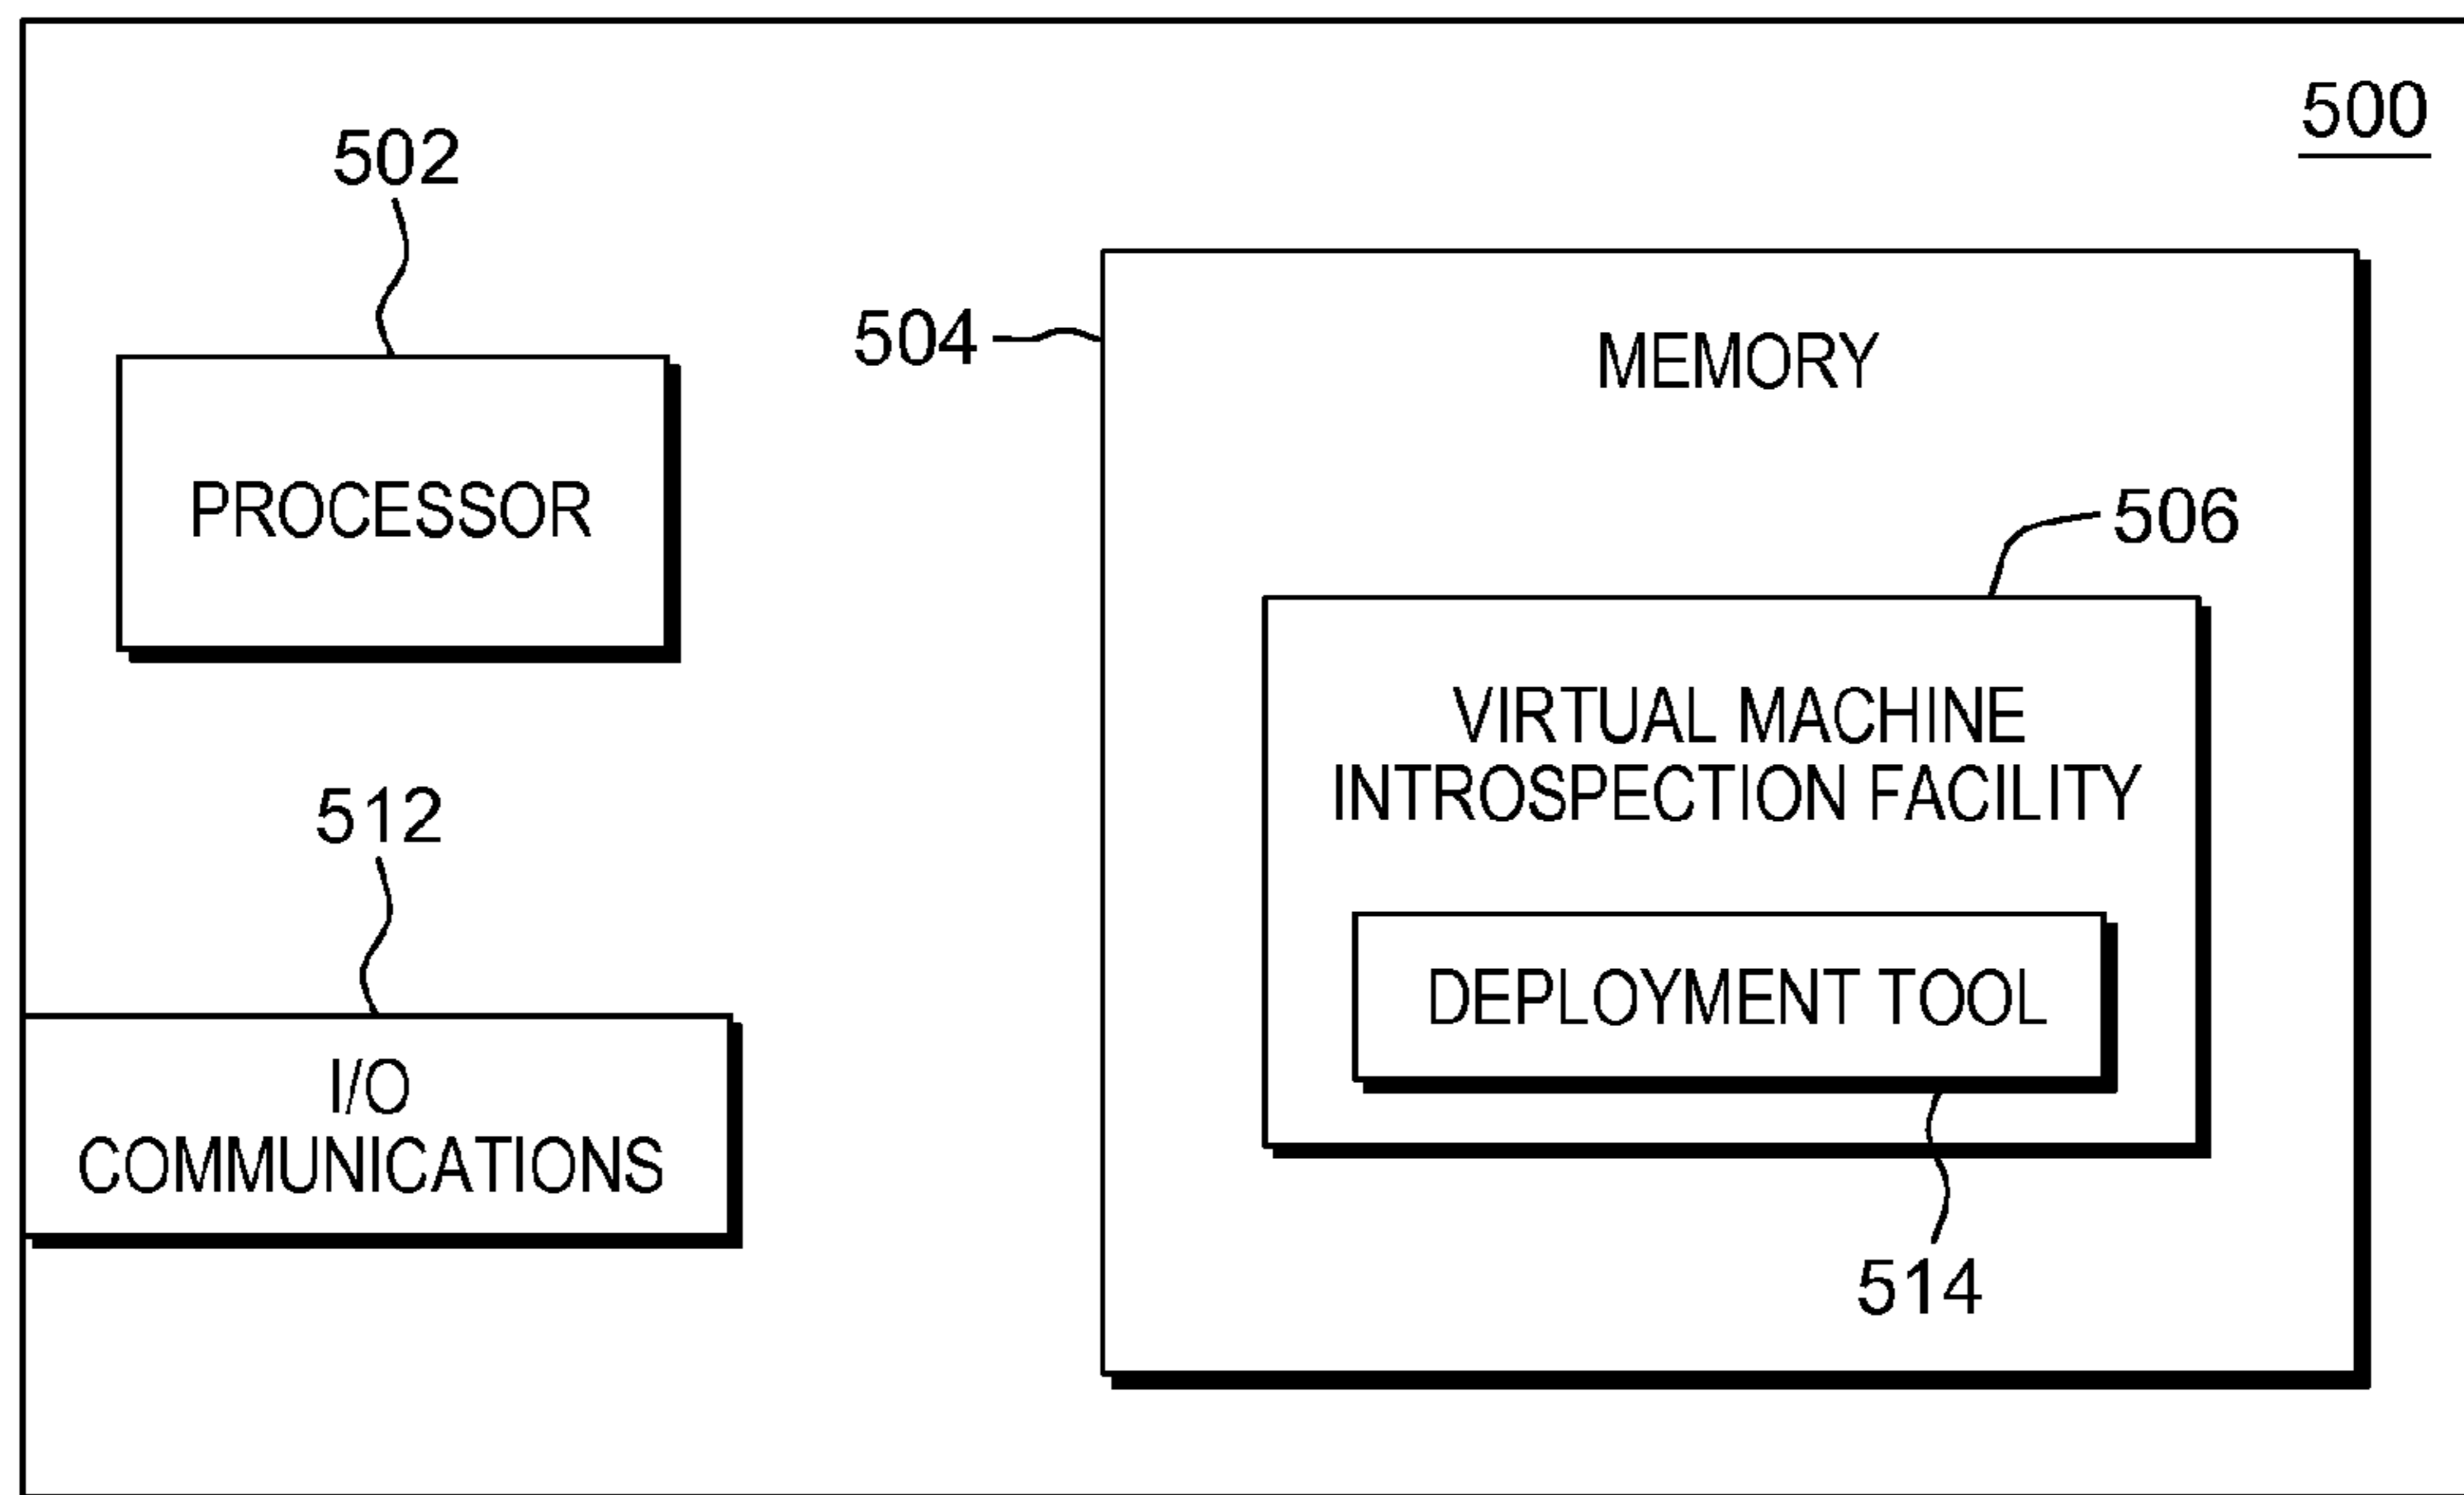 500
502
PROCESSOR
512
I/O
COMMUNICATIONS
504
MEMORY
506
VIRTUAL MACHINE
INTROSPECTION FACILITY
DEPLOYMENT TOOL
514